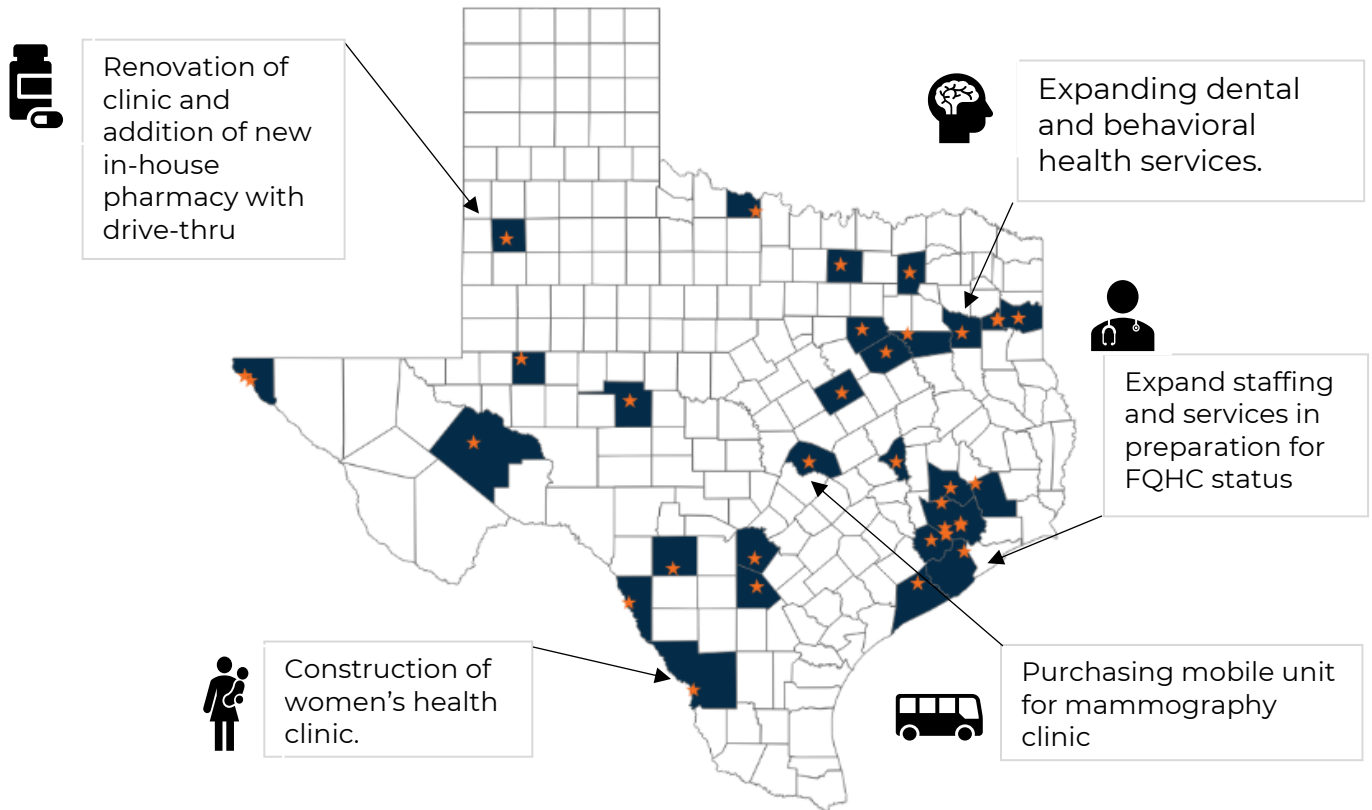 Renovation of
clinic and
addition of new
in-house
pharmacy with
drive-thru
Expanding dental
and behavioral
health services.
Expand staffing
and services in
preparation for
FQHC status
Construction of
women’s health
clinic.
Purchasing mobile unit
for mammography
clinic